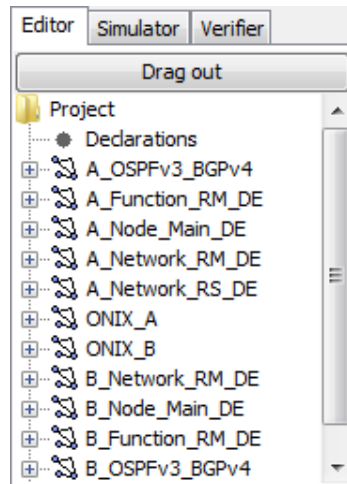 Editor Simulator Verifier
Drag out
Project
Declarations
A_OSPFv3_BGPv4
A_Function_RM_DE
A_Node_Main_DE
A_Network_RM_DE
A_Network_RS_DE
ONIX_A
ONIX_B
B_Network_RM_DE
B_Node_Main_DE
B_Function_RM_DE
B_OSPFv3_BGPv4